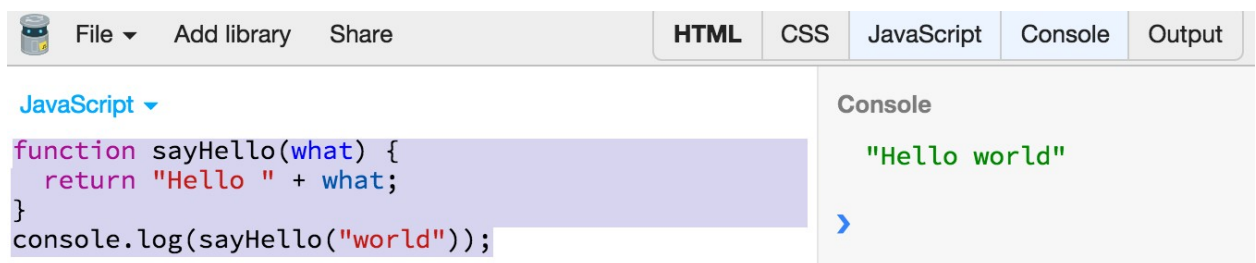 File Add library Share HTML CSS JavaScript Console Output
JavaScript
function sayHello(what) {
  return "Hello " + what;
}
console.log(sayHello("world"));
Console
"Hello world"